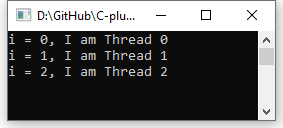 D:\GitHub\C-plu...
i = 0, I am Thread 0
i = 1, I am Thread 1
i = 2, I am Thread 2